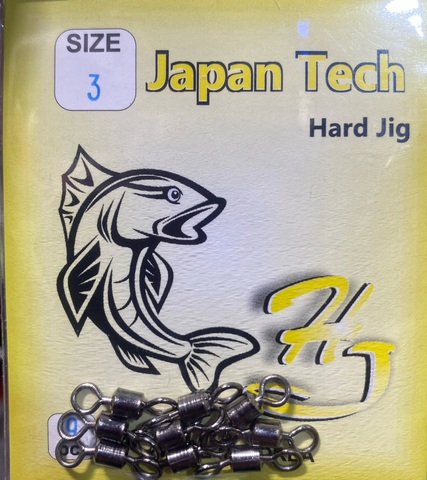 SIZE
3
Japan Tech
Hard Jig
HJ